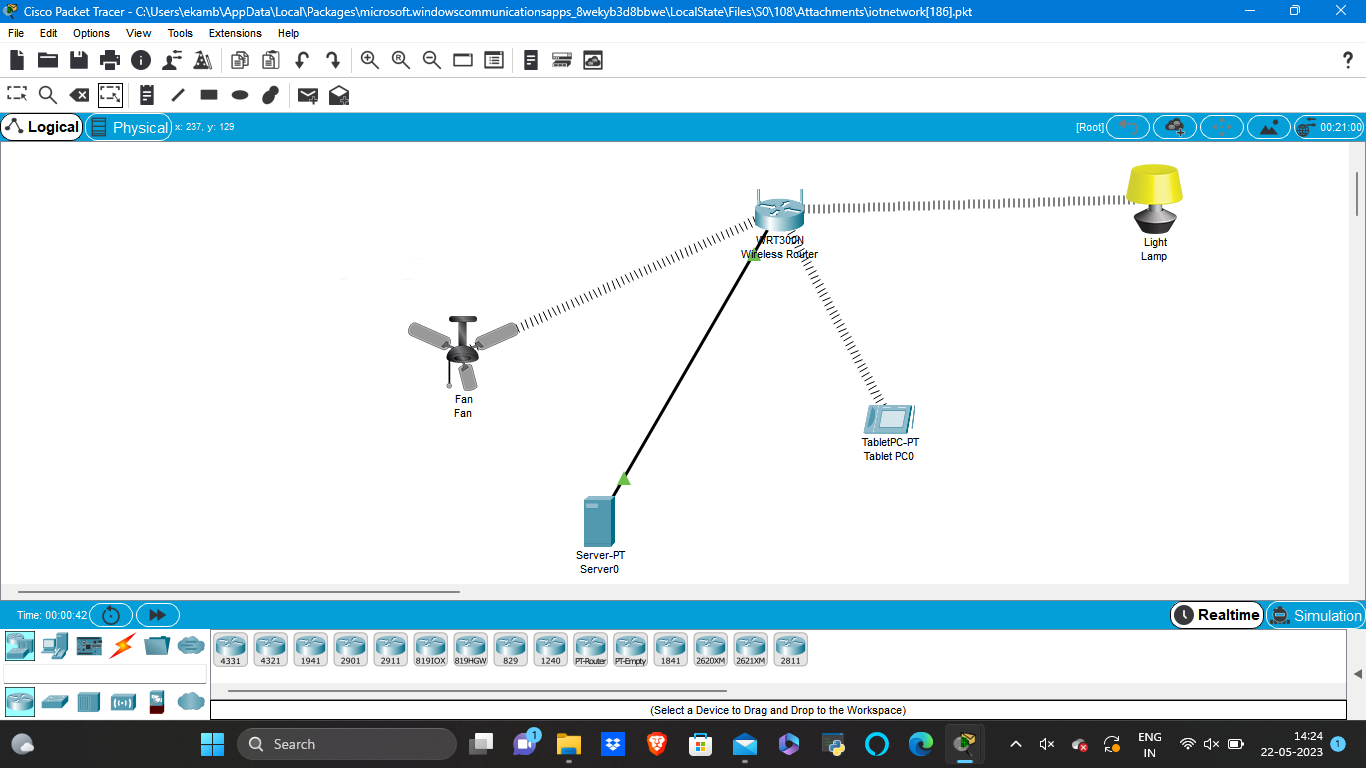 Cisco Packet Tracer - C:\Users\ekamb\AppData\Local\Packages\microsoft.windowscommunicationsapps_8wekyb3d8bbwe\LocalState\Files\S0\108\Attachments\iotnetwork[186].pkt
File Edit Options View Tools Extensions Help
Logical Physical x: 237, y: 129 [Root] 00:21:00
WRT300N
Wireless Router
Light
Lamp
Fan
Fan
TabletPC-PT
Tablet PC0
Server-PT
Server0
Time: 00:00:42 Realtime Simulation
4331 4321 1941 2901 2911 819IOX 819HGW 829 1240 PT-Router PT-Empty 1841 2620XM 2621XM 2811
(Select a Device to Drag and Drop to the Workspace)
Search 1 ENG 14:24
IN 22-05-2023 1